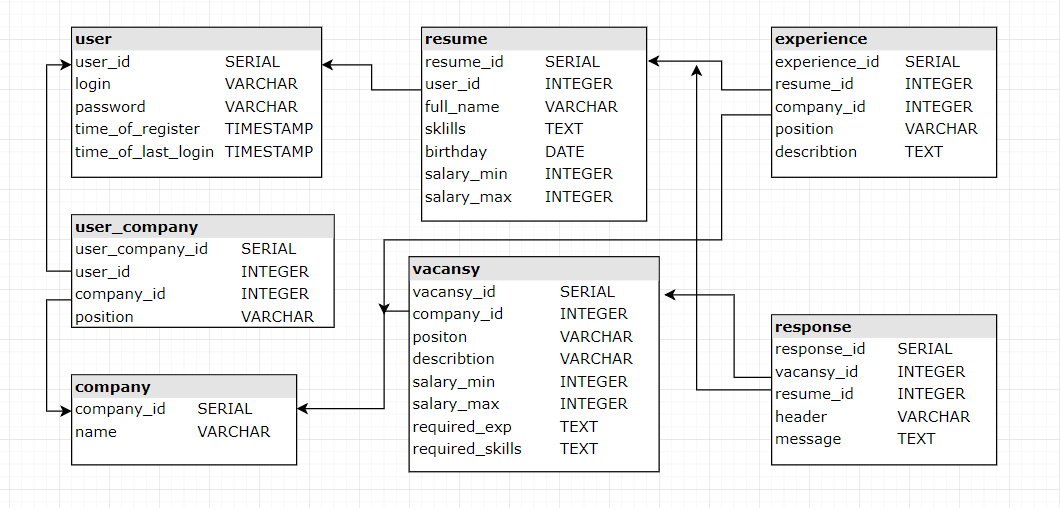 user
user_id SERIAL
login VARCHAR
password VARCHAR
time_of_register TIMESTAMP
time_of_last_login TIMESTAMP
resume
resume_id SERIAL
user_id INTEGER
full_name VARCHAR
sklills TEXT
birthday DATE
salary_min INTEGER
salary_max INTEGER
experience
experience_id SERIAL
resume_id INTEGER
company_id INTEGER
position VARCHAR
describtion TEXT
user_company
user_company_id SERIAL
user_id INTEGER
company_id INTEGER
position VARCHAR
vacansy
vacansy_id SERIAL
company_id INTEGER
positon VARCHAR
describtion VARCHAR
salary_min INTEGER
salary_max INTEGER
required_exp TEXT
required_skills TEXT
response
response_id SERIAL
vacansy_id INTEGER
resume_id INTEGER
header VARCHAR
message TEXT
company
company_id SERIAL
name VARCHAR